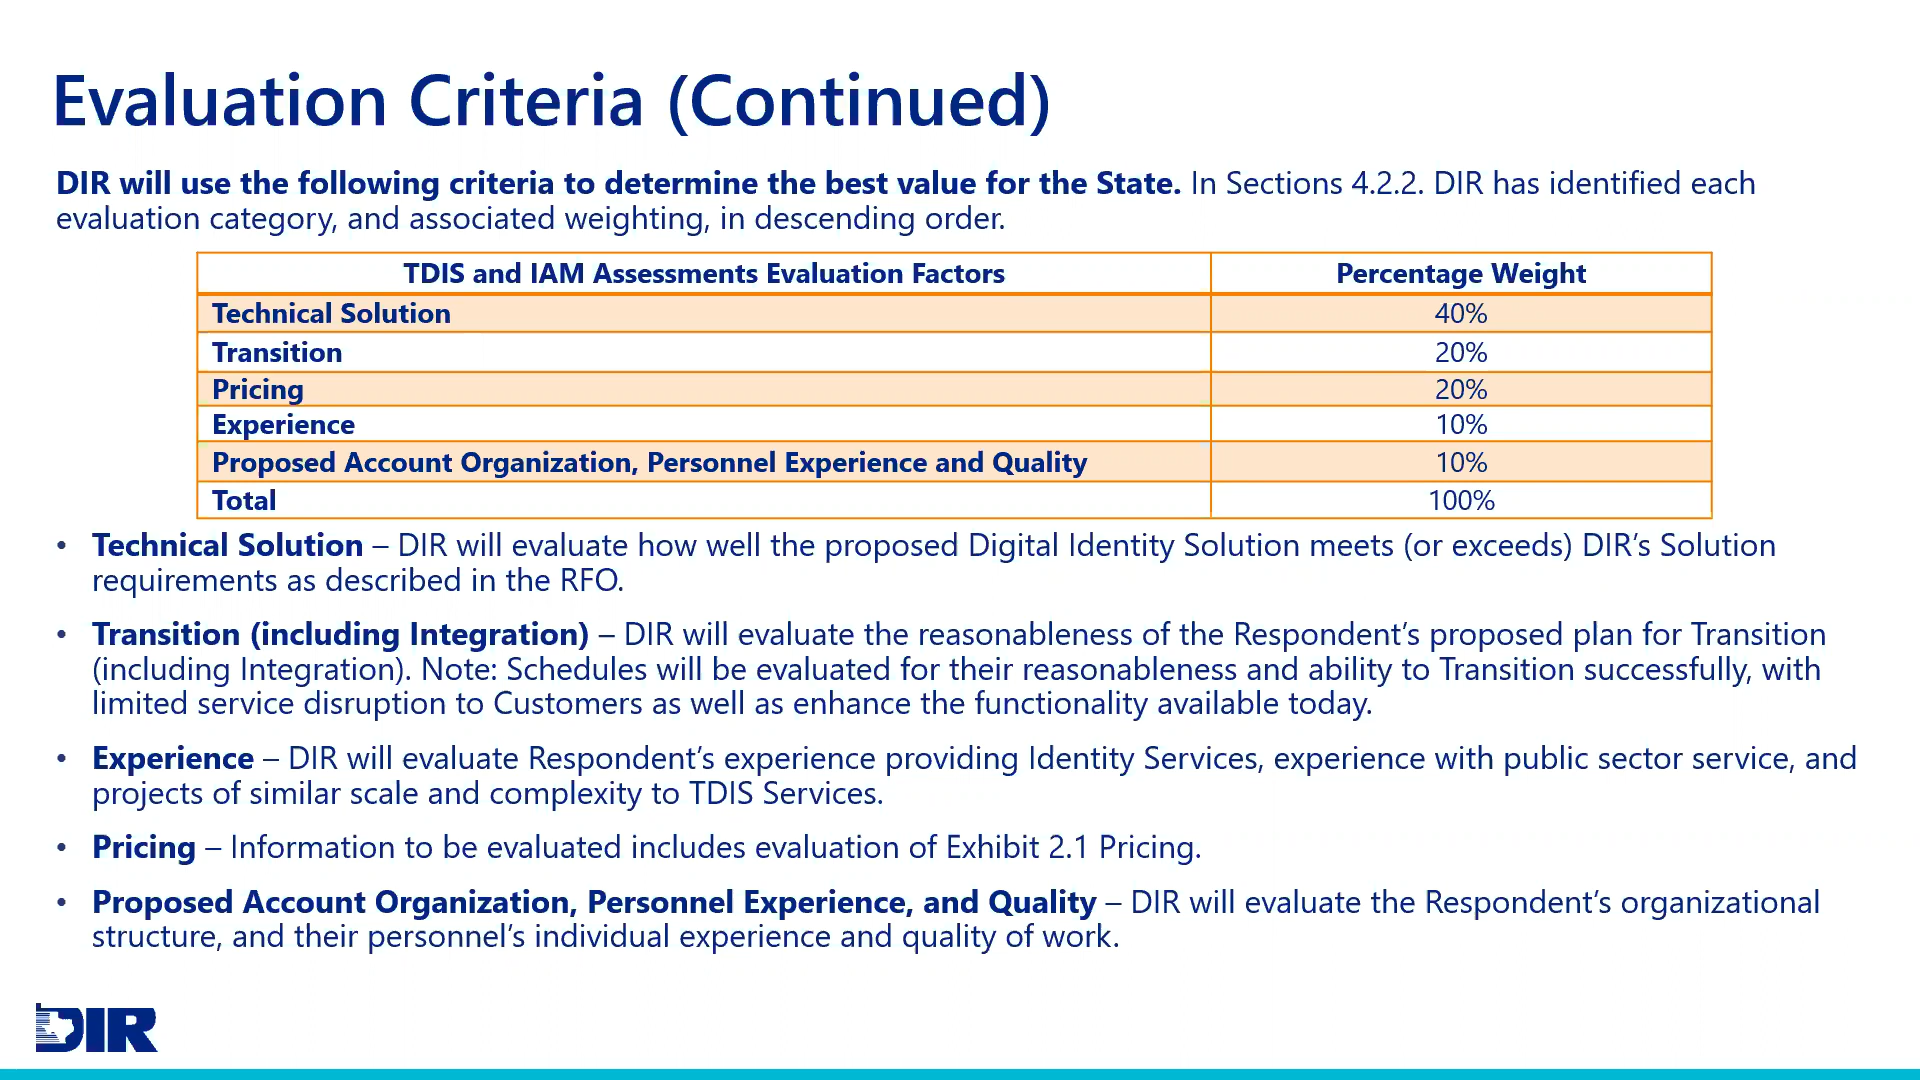 Evaluation Criteria (Continued)
DIR will use the following criteria to determine the best value for the State. In Sections 4.2.2. DIR has identified each
evaluation category, and associated weighting, in descending order.
TDIS and IAM Assessments Evaluation Factors Percentage Weight
Technical Solution 40%
Transition 20%
Pricing 20%
Experience 10%
Proposed Account Organization, Personnel Experience and Quality 10%
Total 100%
• Technical Solution – DIR will evaluate how well the proposed Digital Identity Solution meets (or exceeds) DIR’s Solution
requirements as described in the RFO.
• Transition (including Integration) – DIR will evaluate the reasonableness of the Respondent’s proposed plan for Transition
(including Integration). Note: Schedules will be evaluated for their reasonableness and ability to Transition successfully, with
limited service disruption to Customers as well as enhance the functionality available today.
• Experience – DIR will evaluate Respondent’s experience providing Identity Services, experience with public sector service, and
projects of similar scale and complexity to TDIS Services.
• Pricing – Information to be evaluated includes evaluation of Exhibit 2.1 Pricing.
• Proposed Account Organization, Personnel Experience, and Quality – DIR will evaluate the Respondent’s organizational
structure, and their personnel’s individual experience and quality of work.
DIR